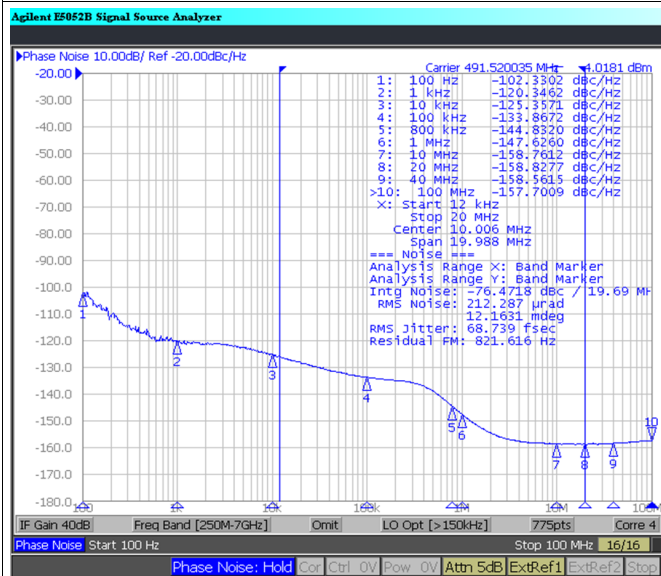 Agilent E5052B Signal Source Analyzer
Phase Noise 10.00dB/ Ref -20.00dBc/Hz
Carrier 491.520035 MHz 4.0181 dBm
-20.00
-30.00
-40.00
-50.00
-60.00
-70.00
-80.00
-90.00
-100.0
-110.0
-120.0
-130.0
-140.0
-150.0
-160.0
-170.0
-180.0
1: 100 Hz -102.3302 dBc/Hz
2: 1 kHz -120.3462 dBc/Hz
3: 10 kHz -125.3571 dBc/Hz
4: 100 kHz -133.8672 dBc/Hz
5: 800 kHz -144.8320 dBc/Hz
6: 1 MHz -147.6260 dBc/Hz
7: 10 MHz -158.7612 dBc/Hz
8: 20 MHz -158.8277 dBc/Hz
9: 40 MHz -158.5615 dBc/Hz
>10: 100 MHz -157.7009 dBc/Hz
X: Start 12 kHz
Stop 20 MHz
Center 10.006 MHz
Span 19.988 MHz
=== Noise ===
Analysis Range X: Band Marker
Analysis Range Y: Band Marker
Intg Noise: -76.4718 dBc / 19.69 MH
RMS Noise: 212.287 µrad
12.1631 mdeg
RMS Jitter: 68.739 fsec
Residual FM: 821.616 Hz
1
2
3
4
5
6
7
8
9
10
100 1k 10k 100k 1M 10M 100M
IF Gain 40dB Freq Band [250M-7GHz] Omit LO Opt [>150kHz] 775pts Corre 4
Phase Noise Start 100 Hz Stop 100 MHz 16/16
Phase Noise: Hold Cor Ctrl 0V Pow 0V Attn 5dB ExtRef1 ExtRef2 Stop